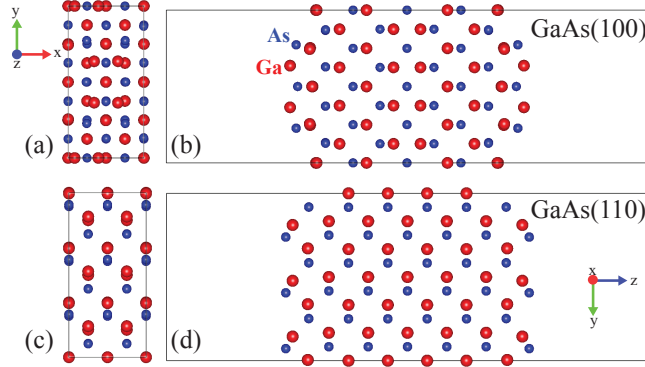 y
x
z
(a)
As
Ga
(b)
GaAs(100)
(c)
(d)
GaAs(110)
x
z
y